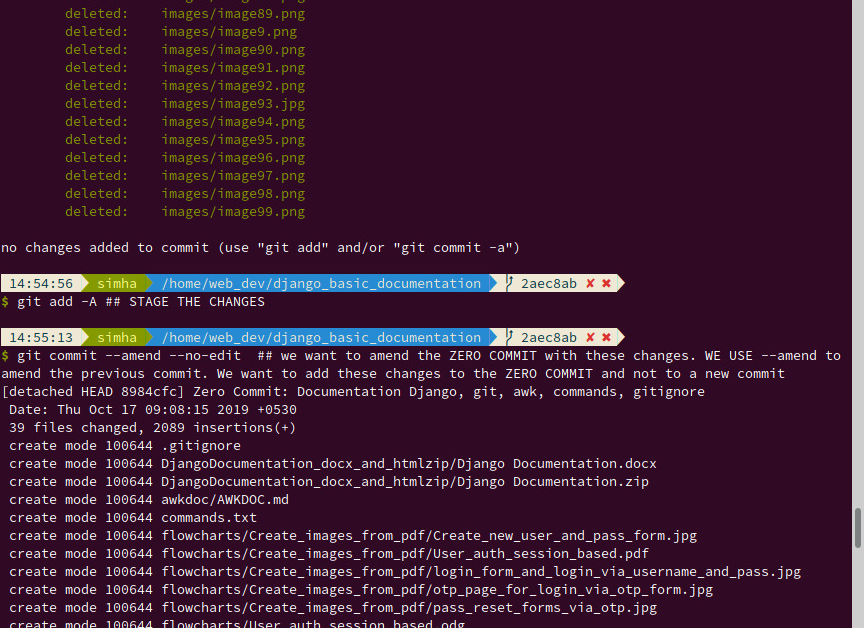 deleted:    images/image89.png
deleted:    images/image9.png
deleted:    images/image90.png
deleted:    images/image91.png
deleted:    images/image92.png
deleted:    images/image93.jpg
deleted:    images/image94.png
deleted:    images/image95.png
deleted:    images/image96.png
deleted:    images/image97.png
deleted:    images/image98.png
deleted:    images/image99.png
no changes added to commit (use "git add" and/or "git commit -a")
14:54:56 simha /home/web_dev/django_basic_documentation 2aec8ab ✘ ✖
$ git add -A ## STAGE THE CHANGES
14:55:13 simha /home/web_dev/django_basic_documentation 2aec8ab ✘ ✖
$ git commit --amend --no-edit  ## we want to amend the ZERO COMMIT with these changes. WE USE --amend to
amend the previous commit. We want to add these changes to the ZERO COMMIT and not to a new commit
[detached HEAD 8984cfc] Zero Commit: Documentation Django, git, awk, commands, gitignore
Date: Thu Oct 17 09:08:15 2019 +0530
39 files changed, 2089 insertions(+)
create mode 100644 .gitignore
create mode 100644 DjangoDocumentation_docx_and_htmlzip/Django Documentation.docx
create mode 100644 DjangoDocumentation_docx_and_htmlzip/Django Documentation.zip
create mode 100644 awkdoc/AWKDOC.md
create mode 100644 commands.txt
create mode 100644 flowcharts/Create_images_from_pdf/Create_new_user_and_pass_form.jpg
create mode 100644 flowcharts/Create_images_from_pdf/User_auth_session_based.pdf
create mode 100644 flowcharts/Create_images_from_pdf/login_form_and_login_via_username_and_pass.jpg
create mode 100644 flowcharts/Create_images_from_pdf/otp_page_for_login_via_otp_form.jpg
create mode 100644 flowcharts/Create_images_from_pdf/pass_reset_forms_via_otp.jpg
create mode 100644 flowcharts/User_auth_session_based.odg